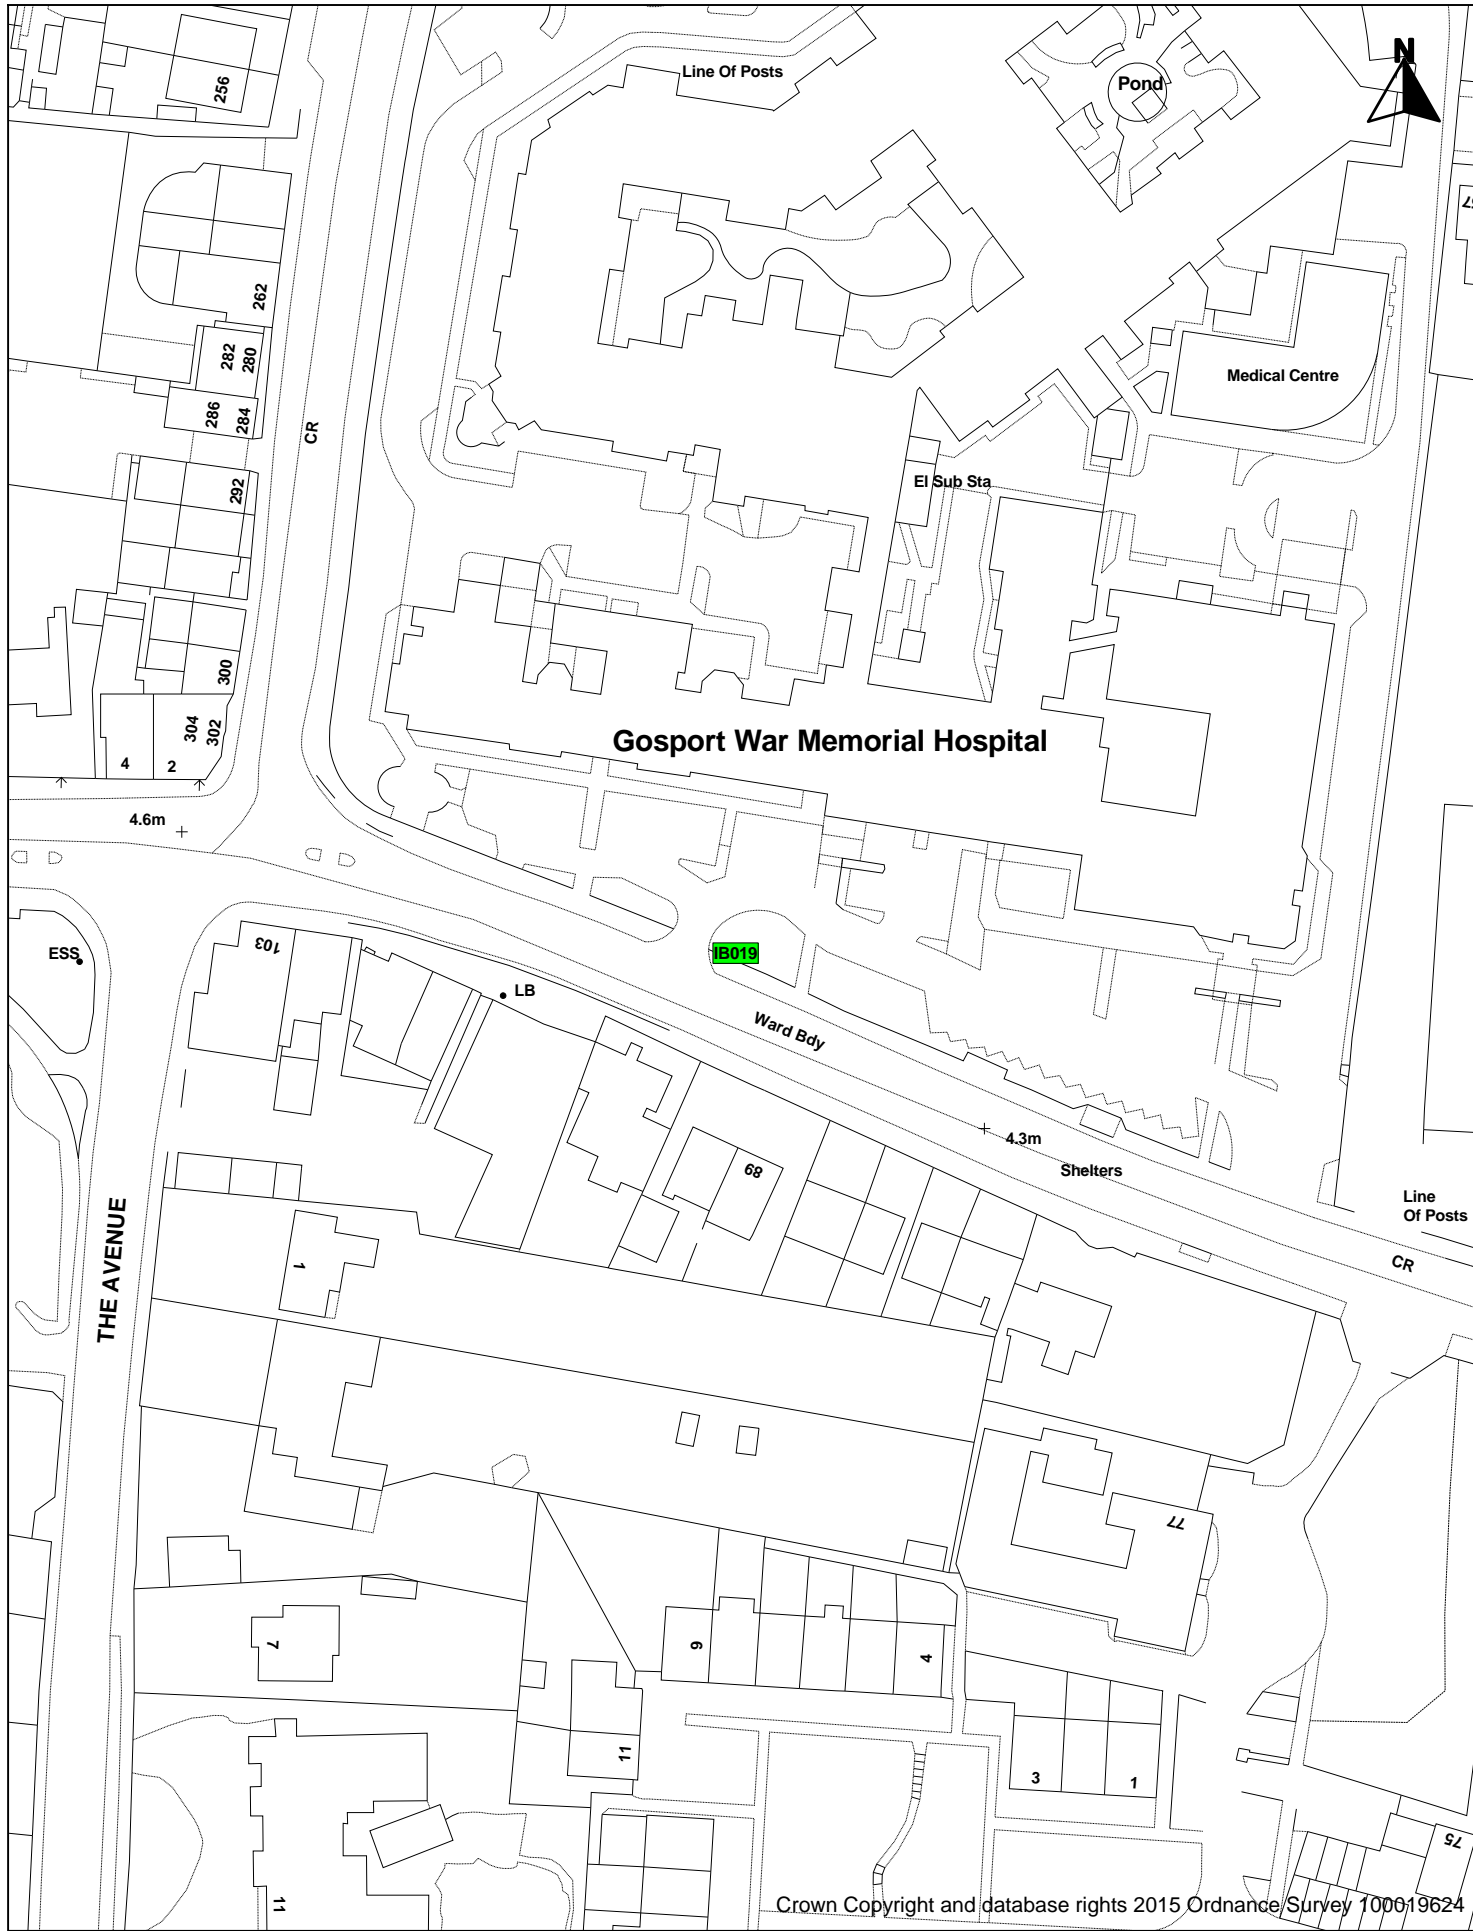 N
Line Of Posts
Pond
256
262
282
280
286
284
CR
292
Medical Centre
El Sub Sta
300
304
302
4
2
Gosport War Memorial Hospital
4.6m
103
ESS
IB019
LB
Ward Bdy
4.3m
Shelters
89
Line
Of Posts
CR
THE AVENUE
1
77
7
9
4
11
3
1
75
11
Crown Copyright and database rights 2015 Ordnance Survey 100019624